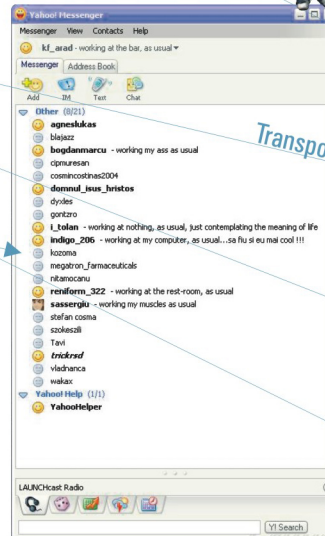 Yahoo! Messenger
Messenger View Contacts Help
kf_arad - working at the bar, as usual
Messenger Address Book
Add IM Text Chat
Other (8/21)
agneslukas
blajazz
bogdanmarcu - working my ass as usual
cipmuresan
cosmincostinas2004
domnul_isus_hristos
dyxles
gontzro
i_tolan - working at nothing, as usual, just contemplating the meaning of life
indigo_206 - working at my computer, as usual...sa fiu si eu mai cool !!!
kozoma
megatron_farmaceuticals
nitamocanu
reniform_322 - working at the rest-room, as usual
sassergiu - working my muscles as usual
stefan cosma
szokeszili
Tavi
trickrsd
vladnanca
wakax
Yahoo! Help (1/1)
YahooHelper
LAUNCHcast Radio
Y! Search
Transpo